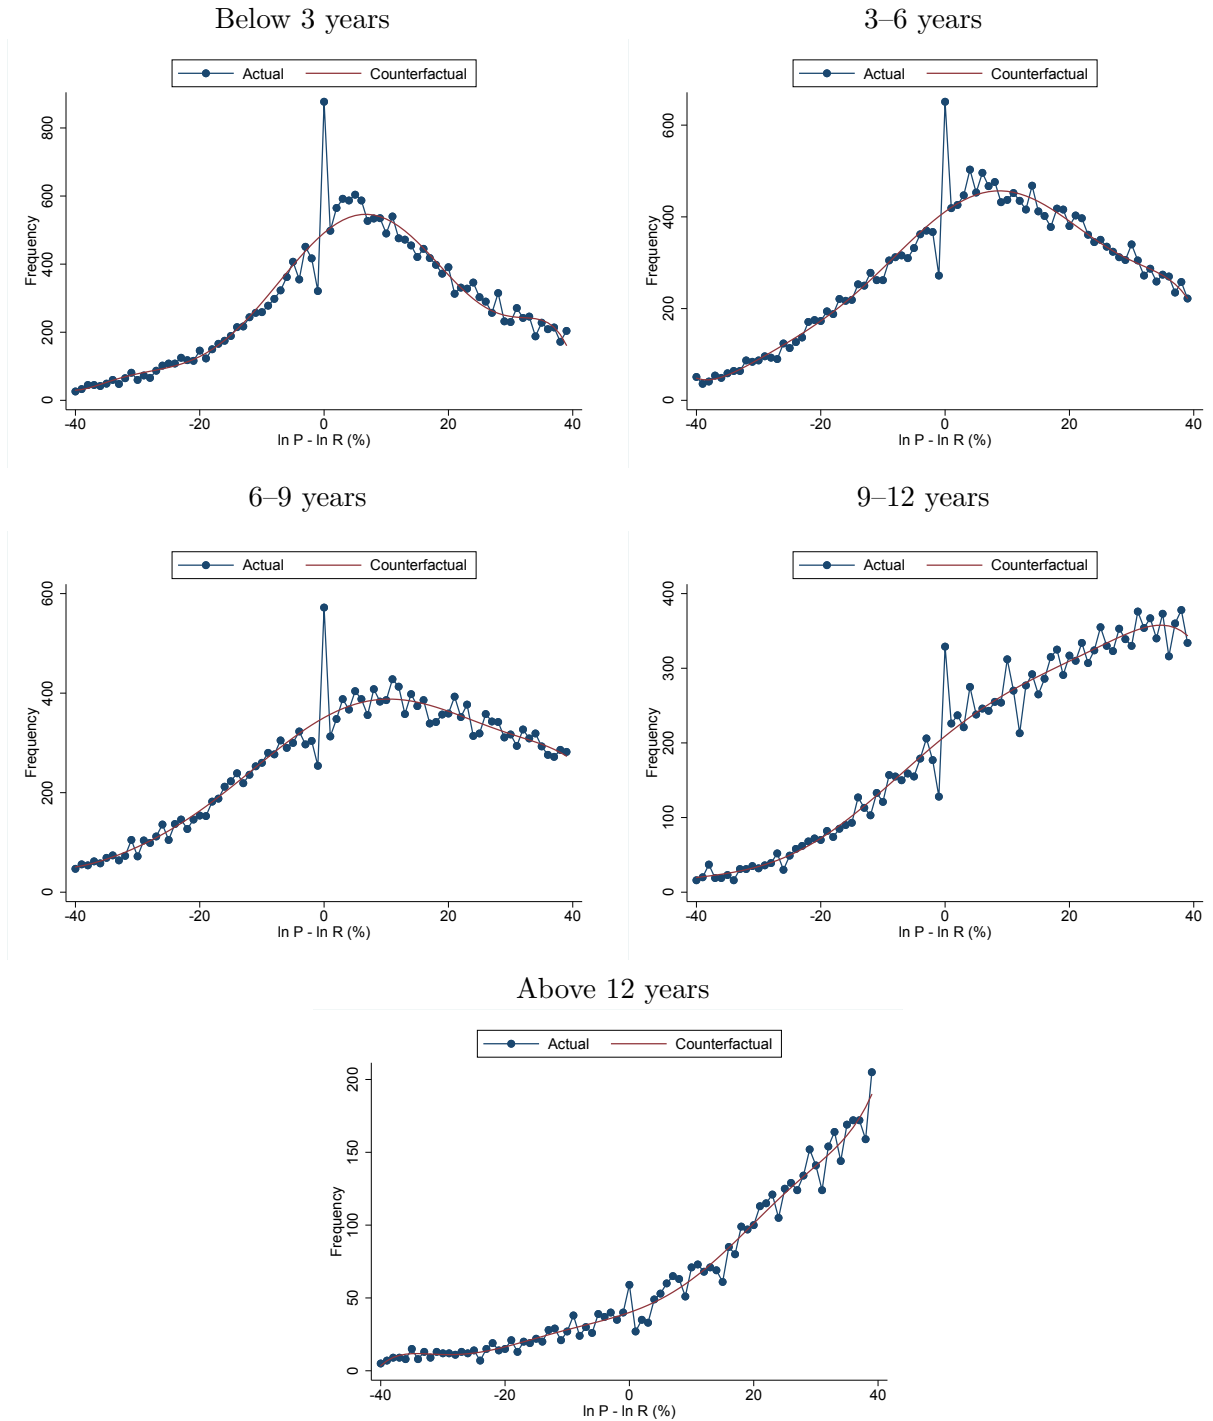 Below 3 years
Actual Counterfactual
Frequency
0 200 400 600 800
-40 -20 0 20 40
ln P - ln R (%)
3–6 years
Actual Counterfactual
Frequency
0 200 400 600
-40 -20 0 20 40
ln P - ln R (%)
6–9 years
Actual Counterfactual
Frequency
0 200 400 600
-40 -20 0 20 40
ln P - ln R (%)
9–12 years
Actual Counterfactual
Frequency
0 100 200 300 400
-40 -20 0 20 40
ln P - ln R (%)
Above 12 years
Actual Counterfactual
Frequency
0 50 100 150 200
-40 -20 0 20 40
ln P - ln R (%)